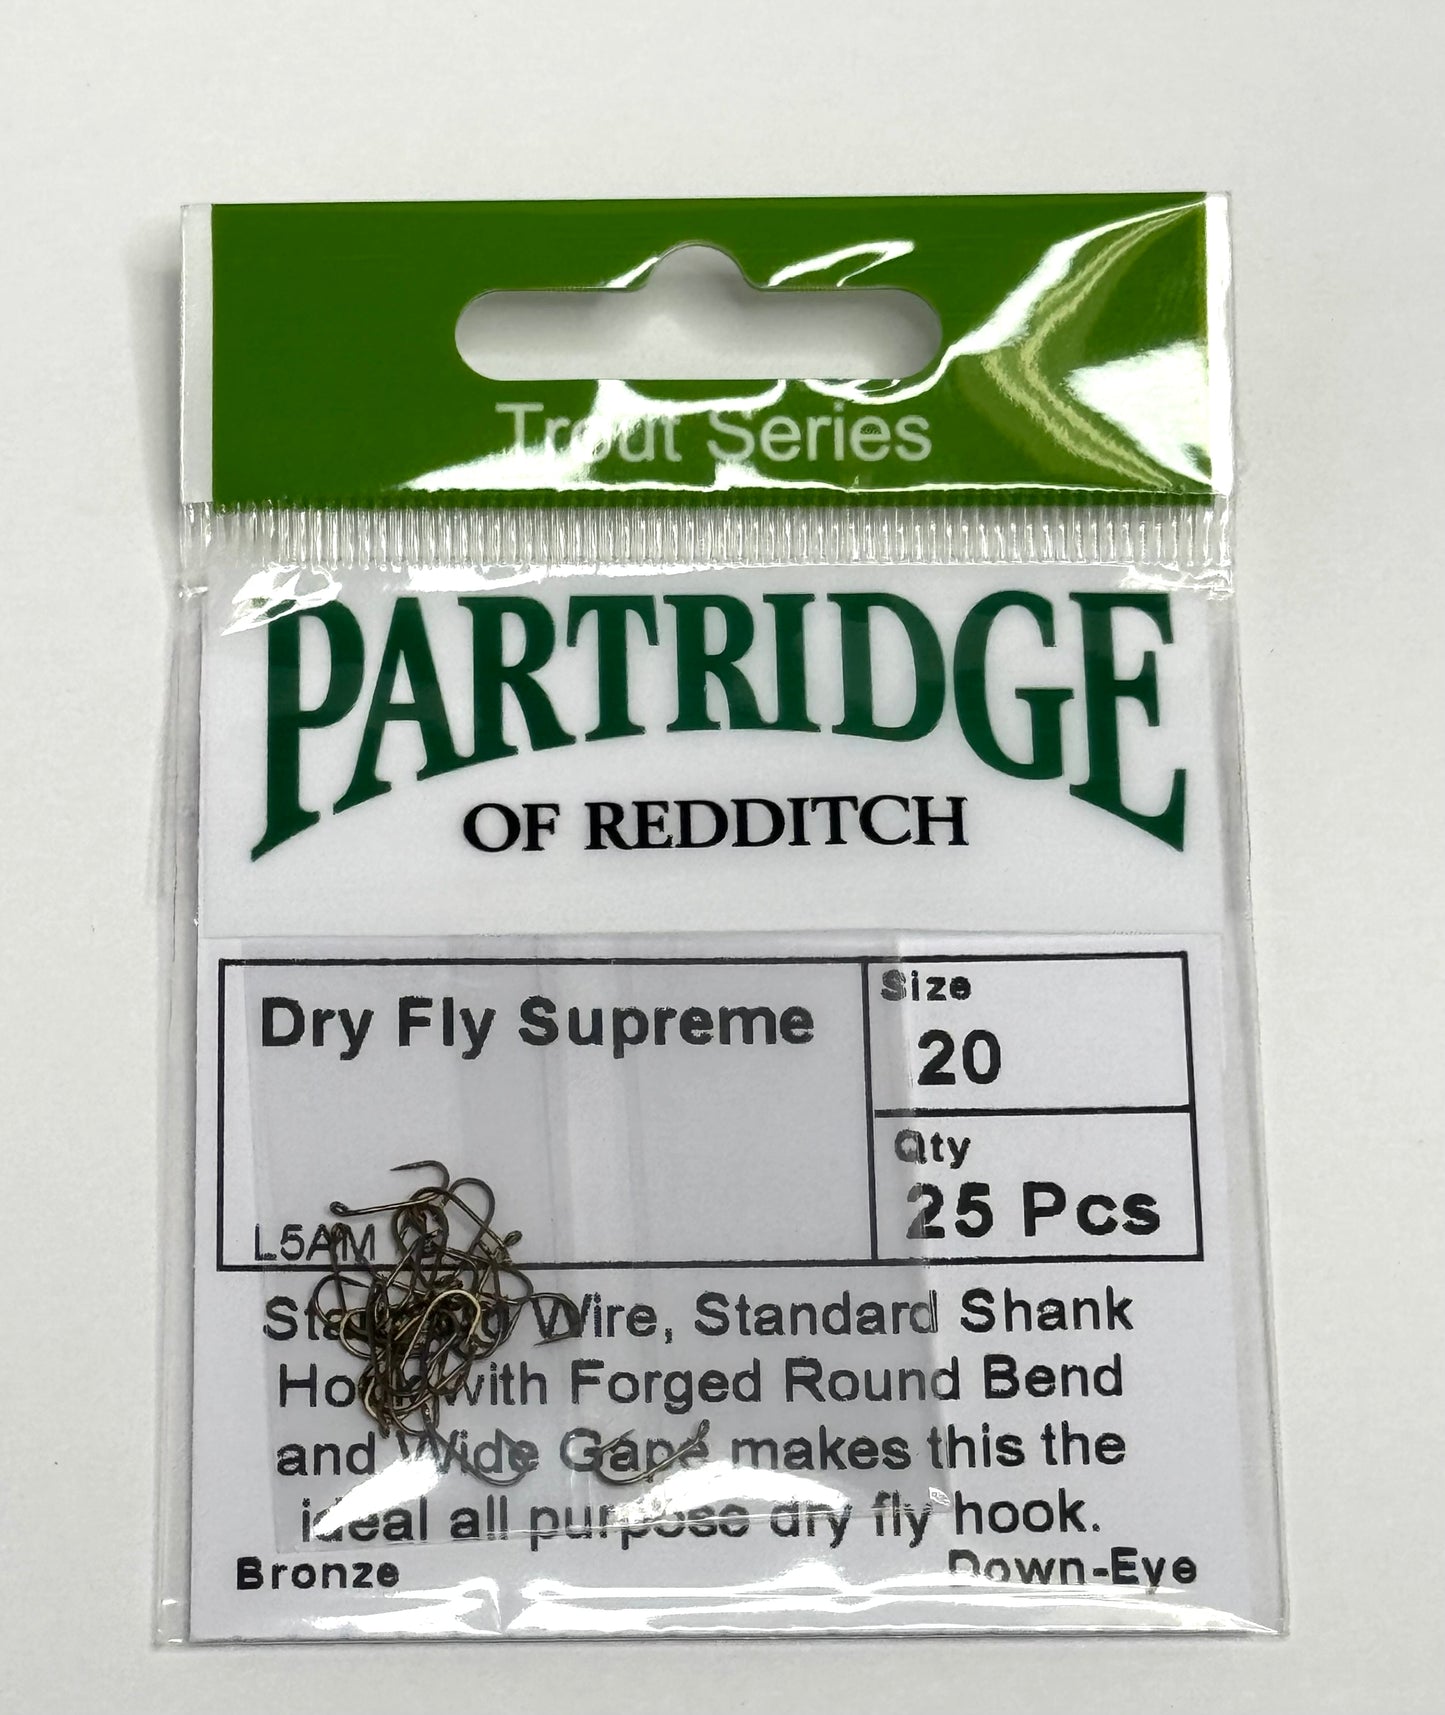 Trout Series
PARTRIDGE
OF REDDITCH
Dry Fly Supreme
Size
20
Qty
25 Pcs
L5AM
Wire, Standard Shank
Hook with Forged Round Bend
and Wide Gape makes this the
ideal all purpose dry fly hook.
Bronze
Down-Eye